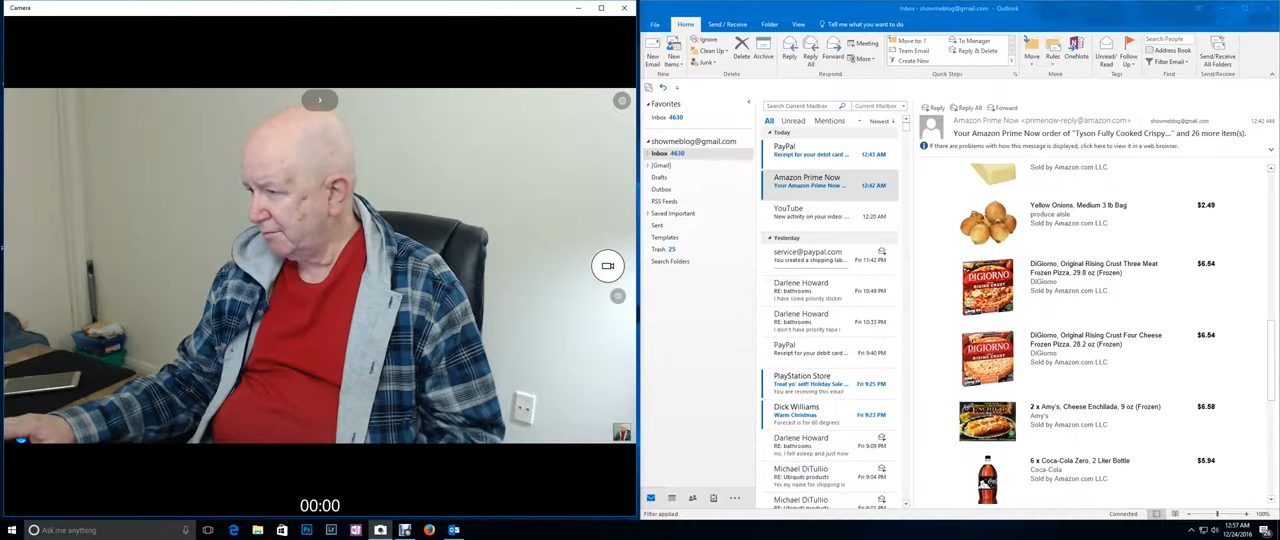 Camera
Inbox - showmeblog@gmail.com - Outlook
File
Home
Send / Receive
Folder
View
Tell me what you want to do
New Email
New Items
Ignore
Clean Up
Junk
Delete
Archive
Reply
Reply All
Forward
Meeting
More
Move to: ?
Team Email
Create New
To Manager
Reply & Delete
Move
Rules
OneNote
Unread/ Read
Follow Up
Search People
Address Book
Filter Email
Send/Receive All Folders
New
Delete
Respond
Quick Steps
Move
Tags
Find
Send/Receive
Favorites
Inbox 4630
showmeblog@gmail.com
Inbox 4630
[Gmail]
Drafts
Outbox
RSS Feeds
Saved Important
Sent
Templates
Trash 25
Search Folders
Search Current Mailbox
Current Mailbox
All Unread Mentions
Newest
Today
PayPal
Receipt for your debit card ... 12:43 AM
Amazon Prime Now
Your Amazon Prime Now ... 12:42 AM
YouTube
New activity on your video: ... 12:20 AM
Yesterday
service@paypal.com
You created a shipping lab... Fri 11:42 PM
Darlene Howard
RE: bathrooms Fri 10:49 PM
I have some priority sticker
Darlene Howard
RE: bathrooms Fri 10:33 PM
I don't have priority tape i
PayPal
Receipt for your debit card ... Fri 9:40 PM
PlayStation Store
Treat yo' self! Holiday Sale ... Fri 9:25 PM
You are receiving this email
Dick Williams
Warm Christmas Fri 9:23 PM
Forecast is for 60 degrees
Darlene Howard
RE: bathrooms Fri 9:09 PM
no, I fell asleep and just now
Michael DiTullio
RE: Ubiquiti products Fri 9:04 PM
Yes my name for shipping is
Michael DiTullio
Reply Reply All Forward
Amazon Prime Now <primenow-reply@amazon.com> showmeblog@gmail.com 12:42 AM
Your Amazon Prime Now order of "Tyson Fully Cooked Crispy..." and 26 more item(s).
If there are problems with how this message is displayed, click here to view it in a web browser.
Sold by Amazon.com LLC
Yellow Onions, Medium 3 lb Bag $2.49
produce aisle
Sold by Amazon.com LLC
DiGiorno, Original Rising Crust Three Meat $6.54
Frozen Pizza, 29.8 oz (Frozen)
DiGiorno
Sold by Amazon.com LLC
DiGiorno, Original Rising Crust Four Cheese $6.54
Frozen Pizza, 28.2 oz (Frozen)
DiGiorno
Sold by Amazon.com LLC
2 x Amy's, Cheese Enchilada, 9 oz (Frozen) $6.58
Amy's
Sold by Amazon.com LLC
6 x Coca-Cola Zero, 2 Liter Bottle $5.94
Coca-Cola
Sold by Amazon.com LLC
00:00
Filter applied
Connected
100%
Ask me anything
12:57 AM
12/24/2016